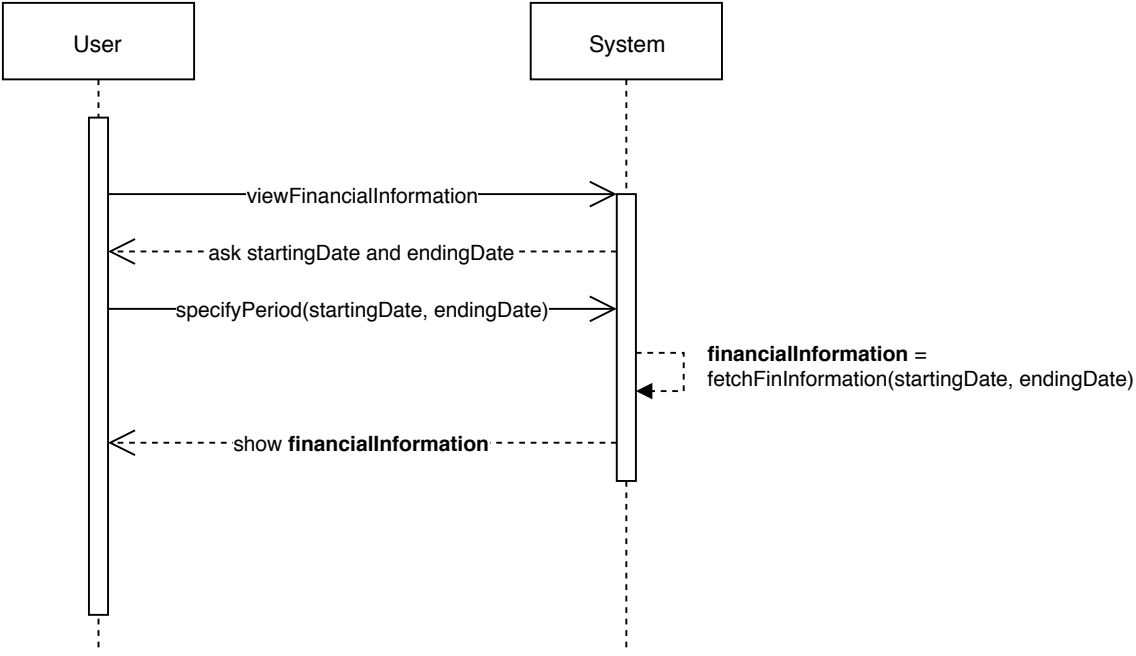 User
System
viewFinancialInformation
ask startingDate and endingDate
specifyPeriod(startingDate, endingDate)
financialInformation =
fetchFinInformation(startingDate, endingDate)
show financialInformation